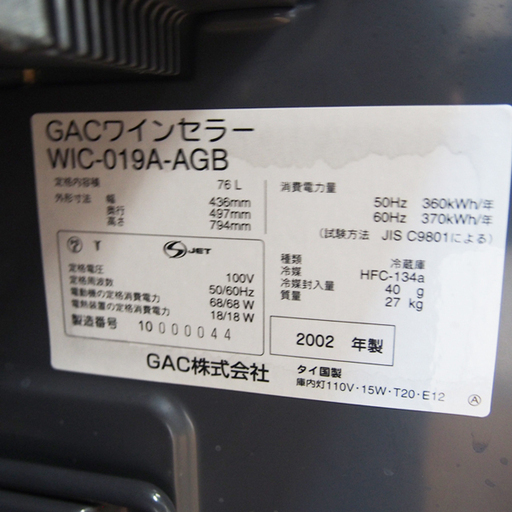 GACワインセラー
WIC-019A-AGB
定格内容積 76 L
外形寸法 幅 436mm
奥行 497mm
高さ 794mm
消費電力量
50Hz 360kWh/年
60Hz 370kWh/年
(試験方法 JIS C9801による)
T JET
定格電圧 100V
定格周波数 50/60Hz
電動機の定格消費電力 68/68 W
電熱装置の定格消費電力 18/18 W
製造番号 10000044
種類 冷蔵庫
冷媒 HFC-134a
冷媒封入量 40 g
質量 27 kg
2002 年製
GAC株式会社
タイ国製
庫内灯110V・15W・T20・E12
Ⓐ